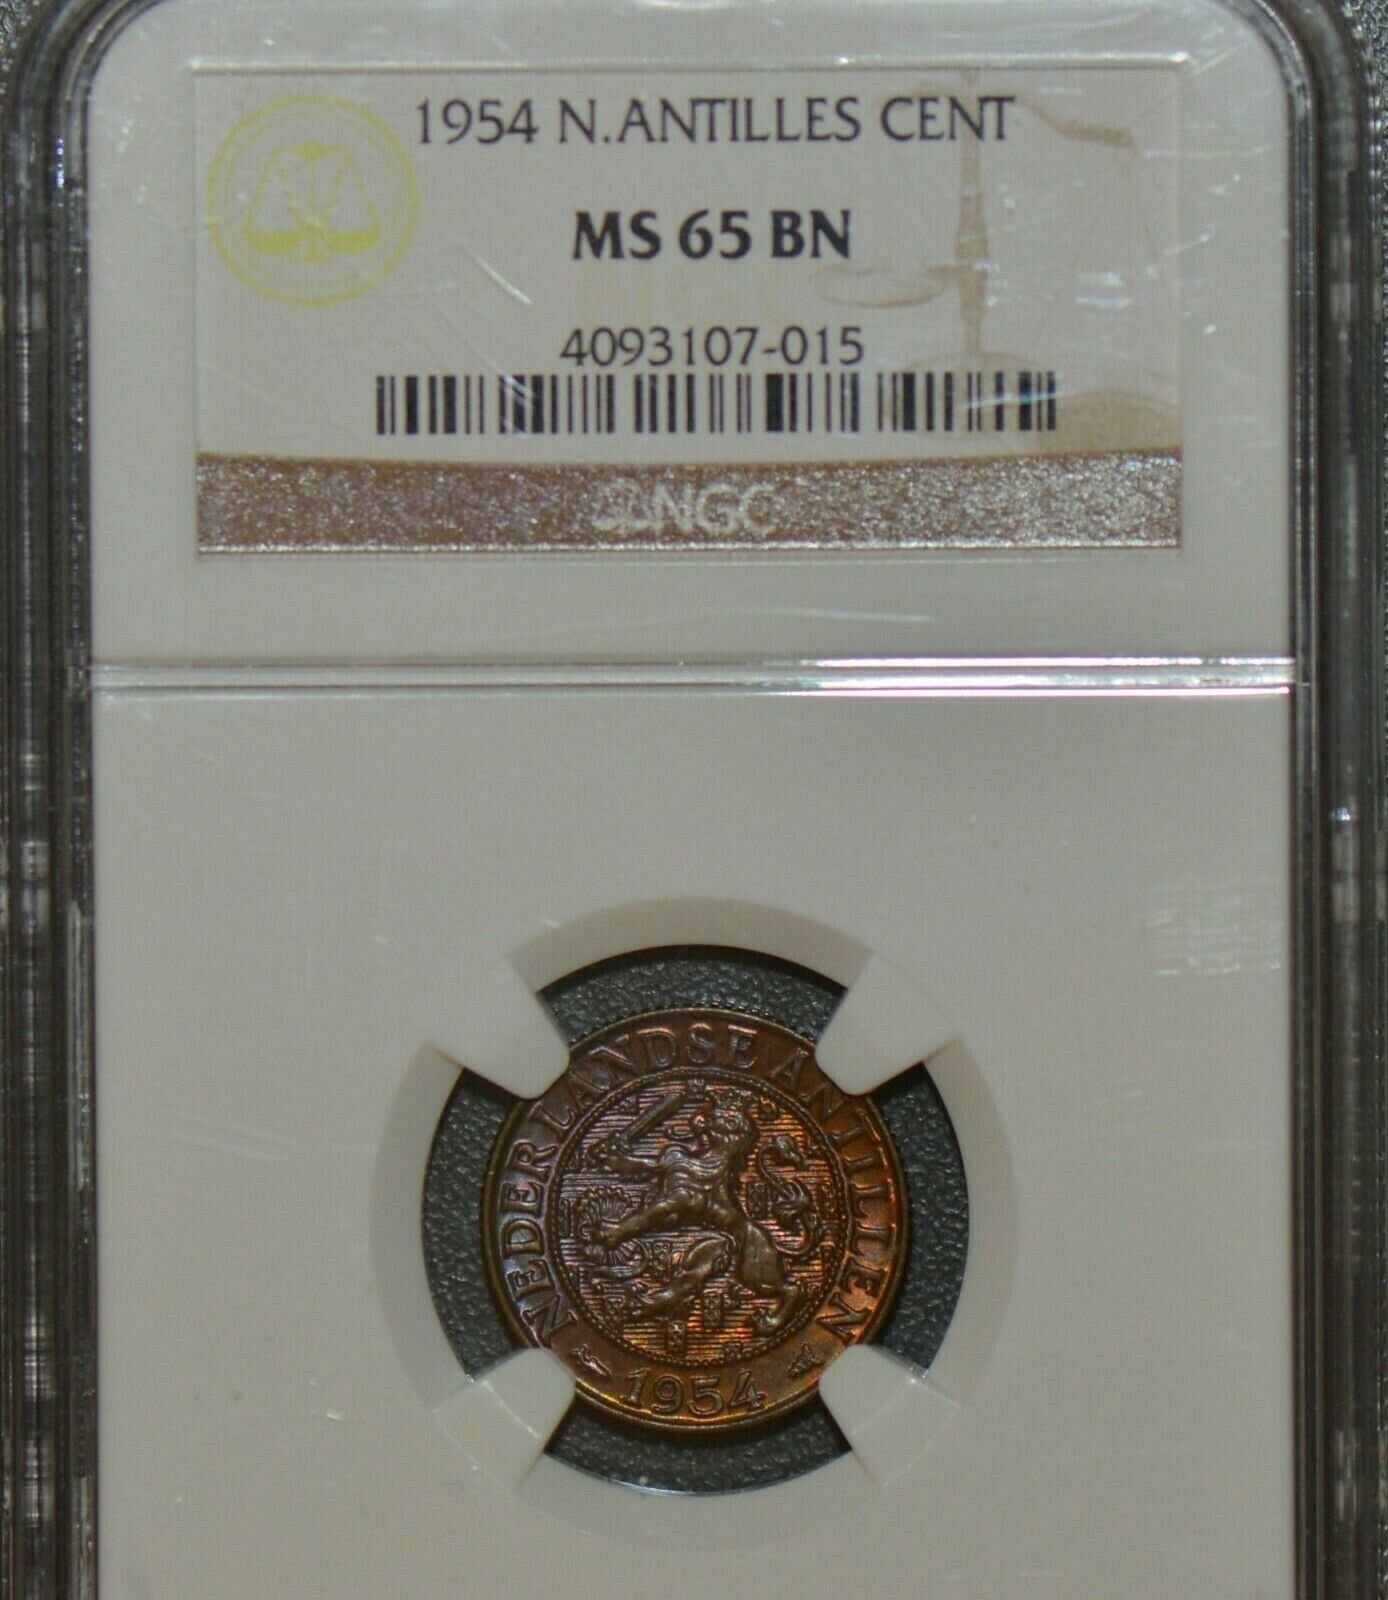 1954 N.ANTILLES CENT
MS 65 BN
4093107-015
NGC
NEDERLANDSE ANTILLEN
1954